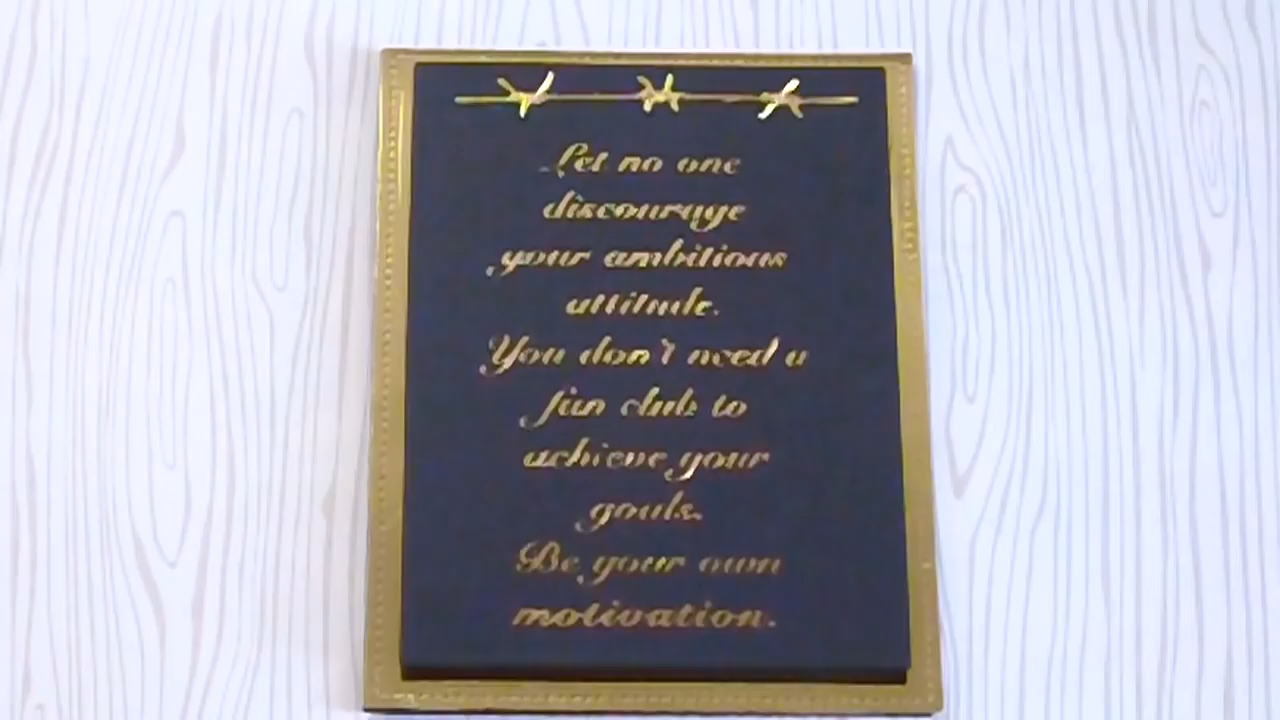 Let no one
discourage
your ambitious
attitude.
You don't need a
fan club to
achieve your
goals.
Be your own
motivation.